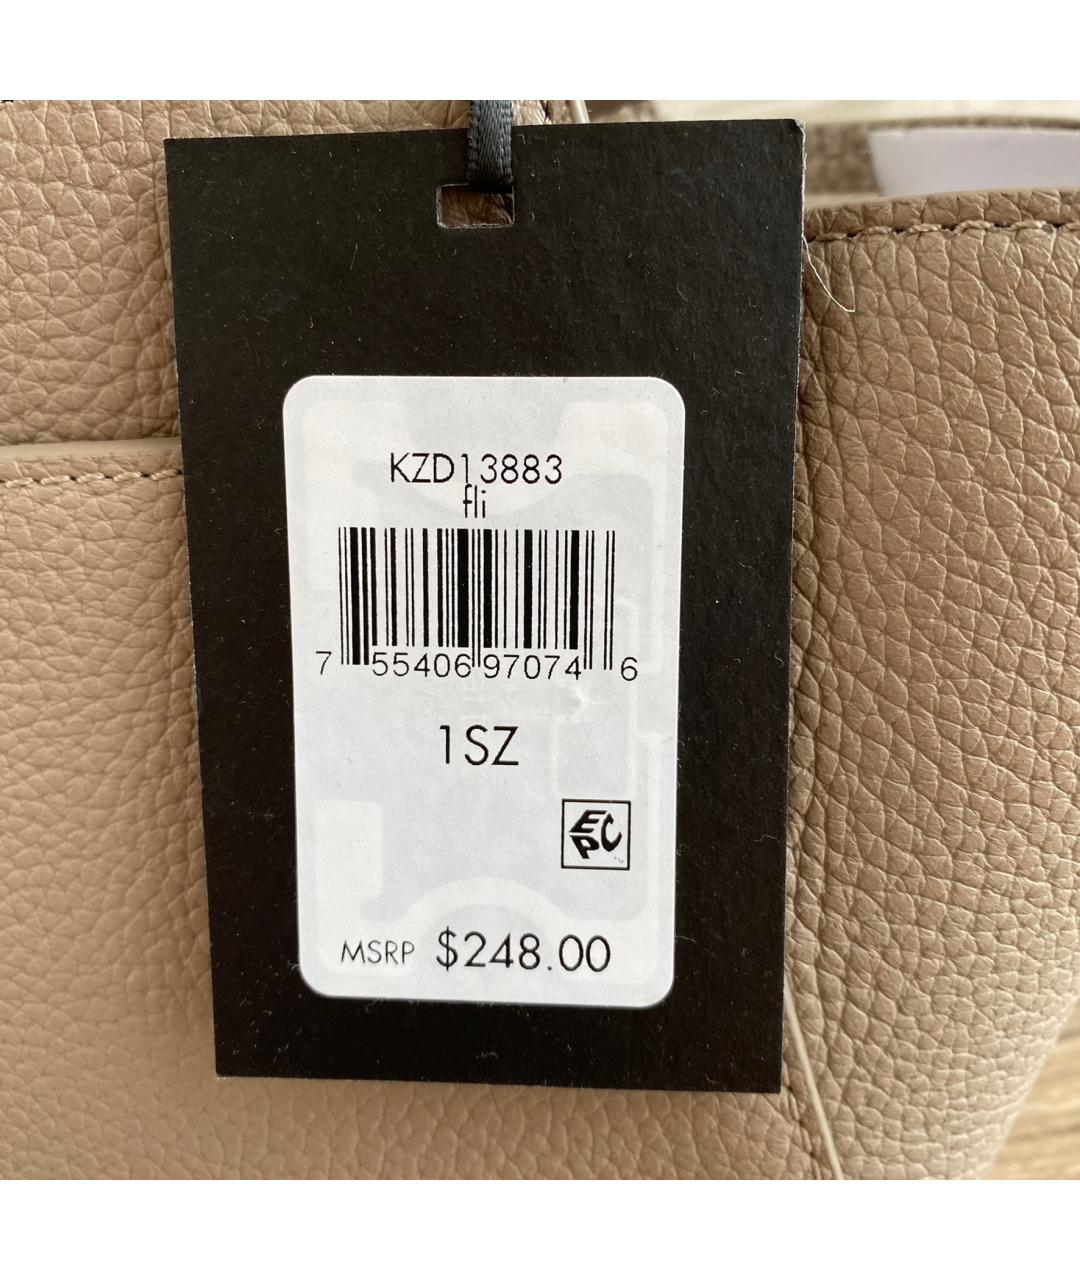 KZD13883
fli
7 55406 97074 6
1SZ
EPC
MSRP $248.00